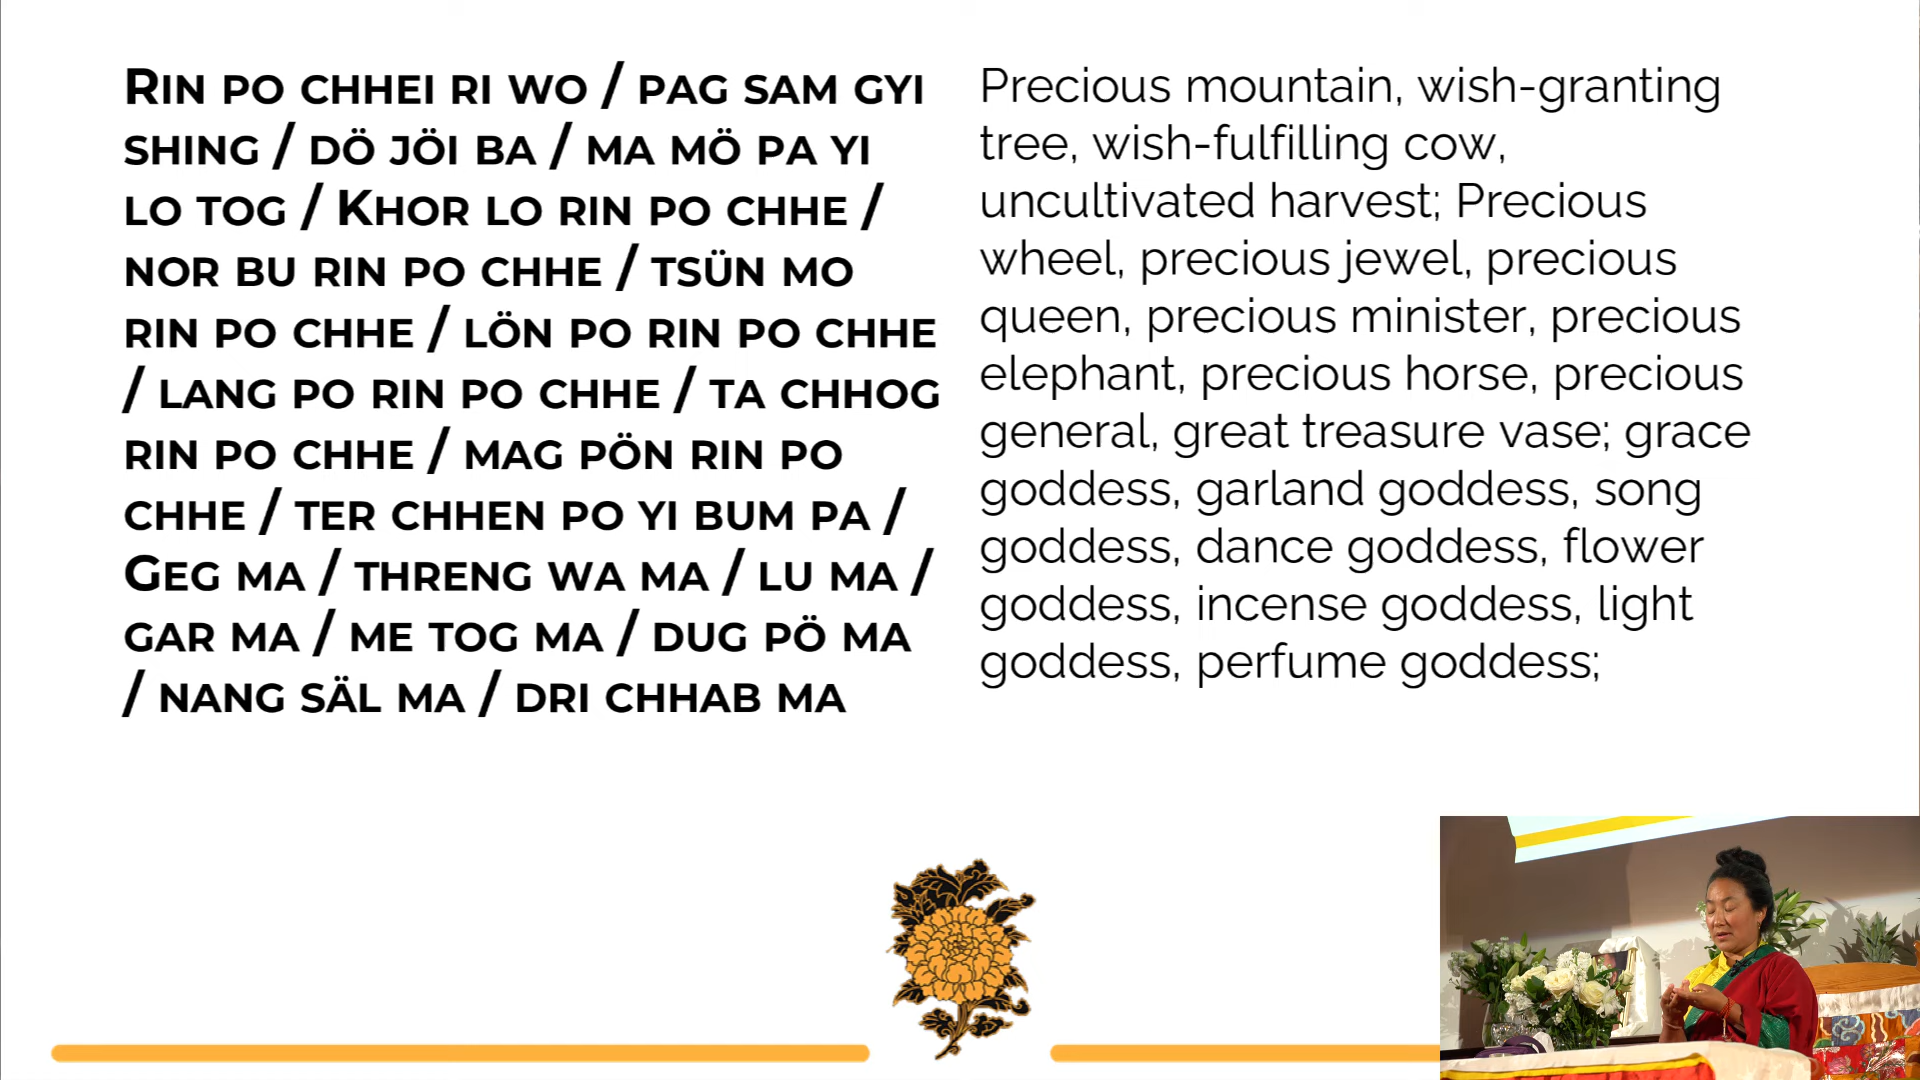 RIN PO CHHEI RI WO / PAG SAM GYI
SHING / DÖ JÖI BA / MA MÖ PA YI
LO TOG / KHOR LO RIN PO CHHE /
NOR BU RIN PO CHHE / TSÜN MO
RIN PO CHHE / LÖN PO RIN PO CHHE
/ LANG PO RIN PO CHHE / TA CHHOG
RIN PO CHHE / MAG PÖN RIN PO
CHHE / TER CHHEN PO YI BUM PA /
GEG MA / THRENG WA MA / LU MA /
GAR MA / ME TOG MA / DUG PÖ MA
/ NANG SÄL MA / DRI CHHAB MA
Precious mountain, wish-granting
tree, wish-fulfilling cow,
uncultivated harvest; Precious
wheel, precious jewel, precious
queen, precious minister, precious
elephant, precious horse, precious
general, great treasure vase; grace
goddess, garland goddess, song
goddess, dance goddess, flower
goddess, incense goddess, light
goddess, perfume goddess;